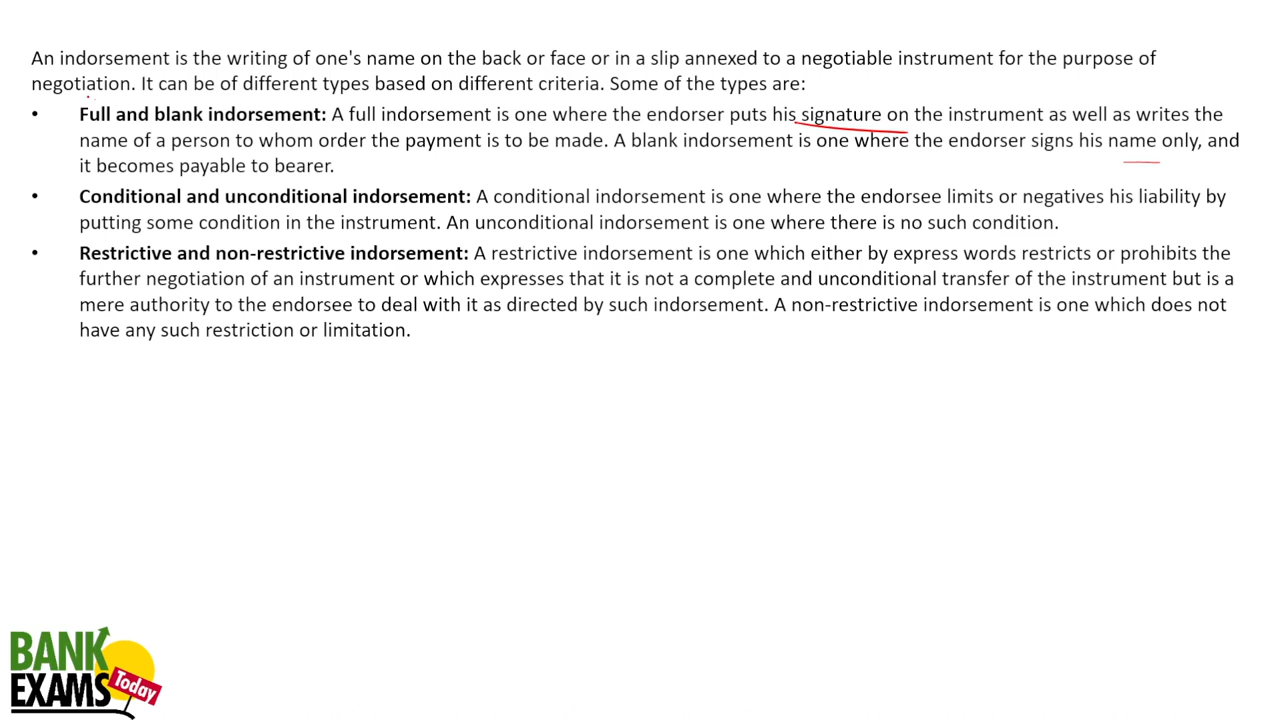 An indorsement is the writing of one's name on the back or face or in a slip annexed to a negotiable instrument for the purpose of
negotiation. It can be of different types based on different criteria. Some of the types are:
• Full and blank indorsement: A full indorsement is one where the endorser puts his signature on the instrument as well as writes the
name of a person to whom order the payment is to be made. A blank indorsement is one where the endorser signs his name only, and
it becomes payable to bearer.
• Conditional and unconditional indorsement: A conditional indorsement is one where the endorsee limits or negatives his liability by
putting some condition in the instrument. An unconditional indorsement is one where there is no such condition.
• Restrictive and non-restrictive indorsement: A restrictive indorsement is one which either by express words restricts or prohibits the
further negotiation of an instrument or which expresses that it is not a complete and unconditional transfer of the instrument but is a
mere authority to the endorsee to deal with it as directed by such indorsement. A non-restrictive indorsement is one which does not
have any such restriction or limitation.
BANK
EXAMS
Today